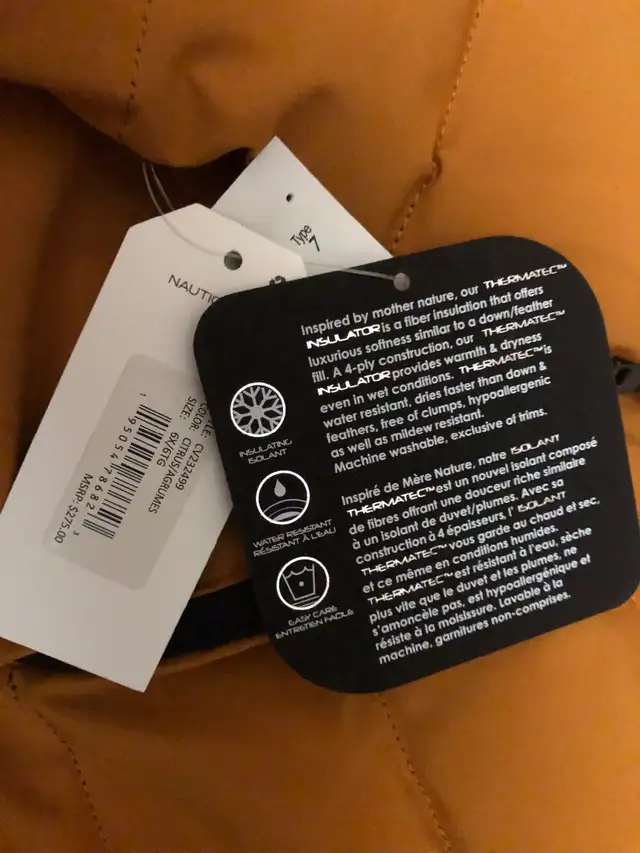 Type
7
NAUTIC
STYLE: CV232499
COLOR: CITRUS/AGRUMES
SIZE: 6X/6TG
1 95054 78682 3
MSRP: $275.00
Inspired by mother nature, our THERMATEC™
INSULATOR is a fiber insulation that offers
luxurious softness similar to a down/feather
fill. A 4-ply construction, our THERMATEC™
INSULATOR provides warmth & dryness
even in wet conditions. THERMATEC™ is
water resistant, dries faster than down &
feathers, free of clumps, hypoallergenic
as well as mildew resistant.
Machine washable, exclusive of trims.
INSULATING
ISOLANT
WATER RESISTANT
RÉSISTANT À L'EAU
EASY CARE
ENTRETIEN FACILE
Inspiré de Mère Nature, notre ISOLANT
THERMATEC™ est un nouvel isolant composé
de fibres offrant une douceur riche similaire
à un isolant de duvet/plumes. Avec sa
construction à 4 épaisseurs, l' ISOLANT
THERMATEC™ vous garde au chaud et sec,
et ce même en conditions humides.
THERMATEC™ est résistant à l'eau, sèche
plus vite que le duvet et les plumes, ne
s'amoncèle pas, est hypoallergénique et
résiste à la moisissure. Lavable à la
machine, garnitures non-comprises.